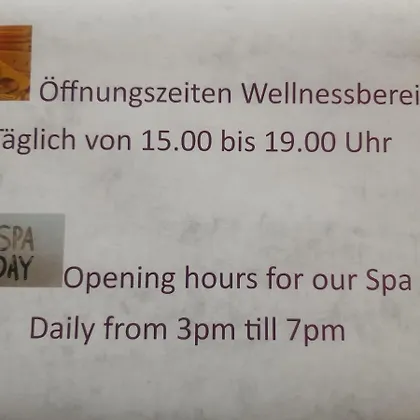 Öffnungszeiten Wellnessberei
Täglich von 15.00 bis 19.00 Uhr
SPA
DAY
Opening hours for our Spa
Daily from 3pm till 7pm